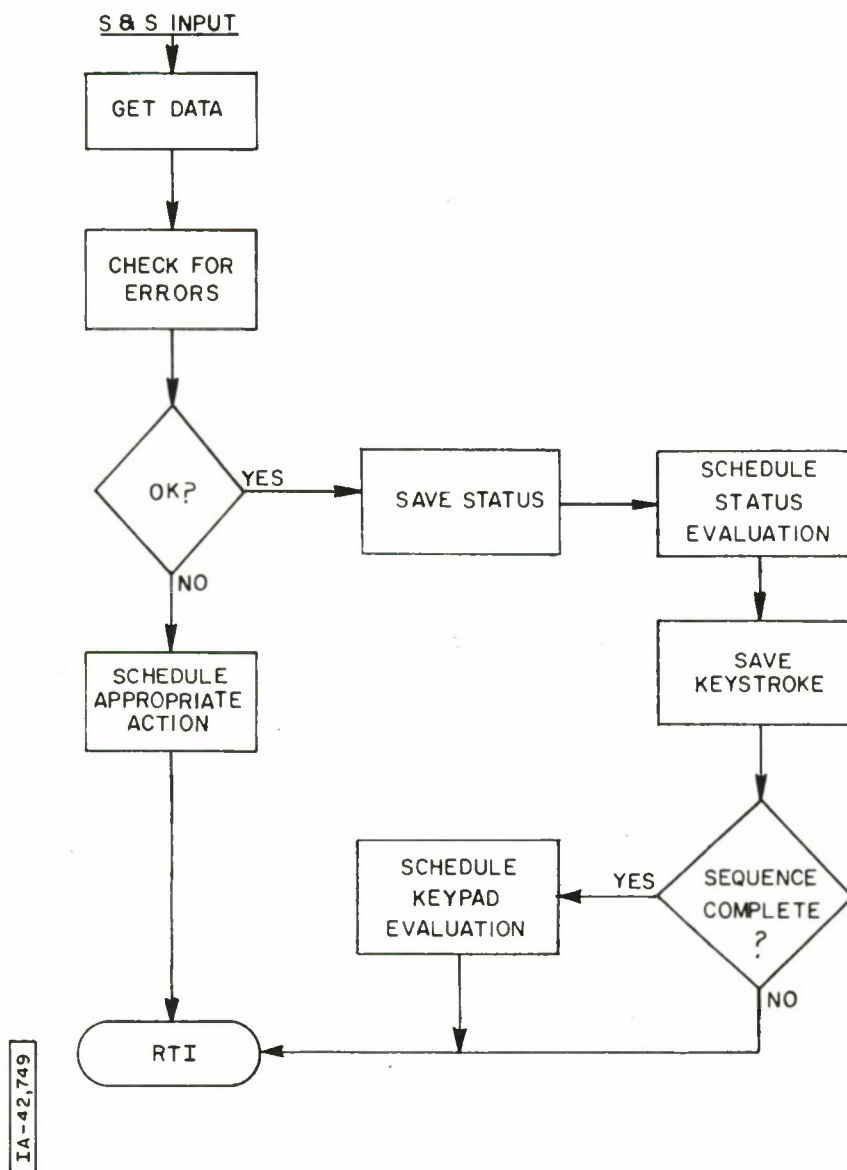 S & S INPUT
GET DATA
CHECK FOR
ERRORS
OK?
YES
NO
SAVE STATUS
SCHEDULE
STATUS
EVALUATION
SAVE
KEYSTROKE
SCHEDULE
APPROPRIATE
ACTION
SEQUENCE
COMPLETE
?
YES
NO
SCHEDULE
KEYPAD
EVALUATION
RTI
IA-42,749